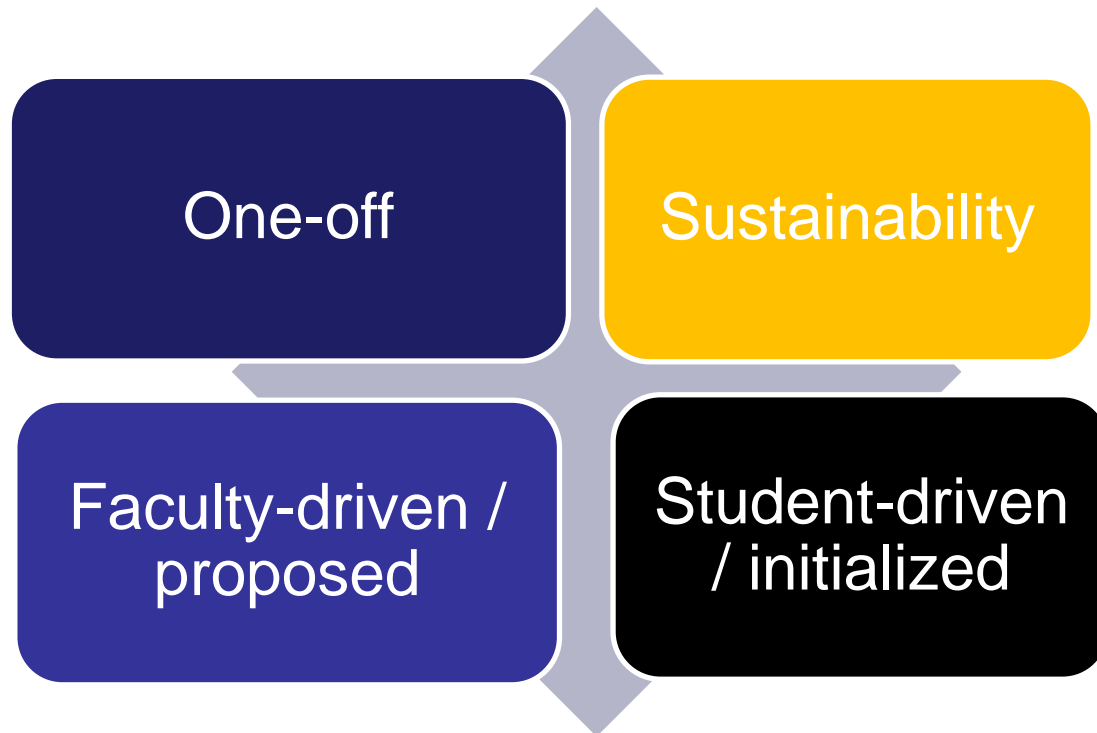 One-off
Sustainability
Faculty-driven /
proposed
Student-driven
/ initialized